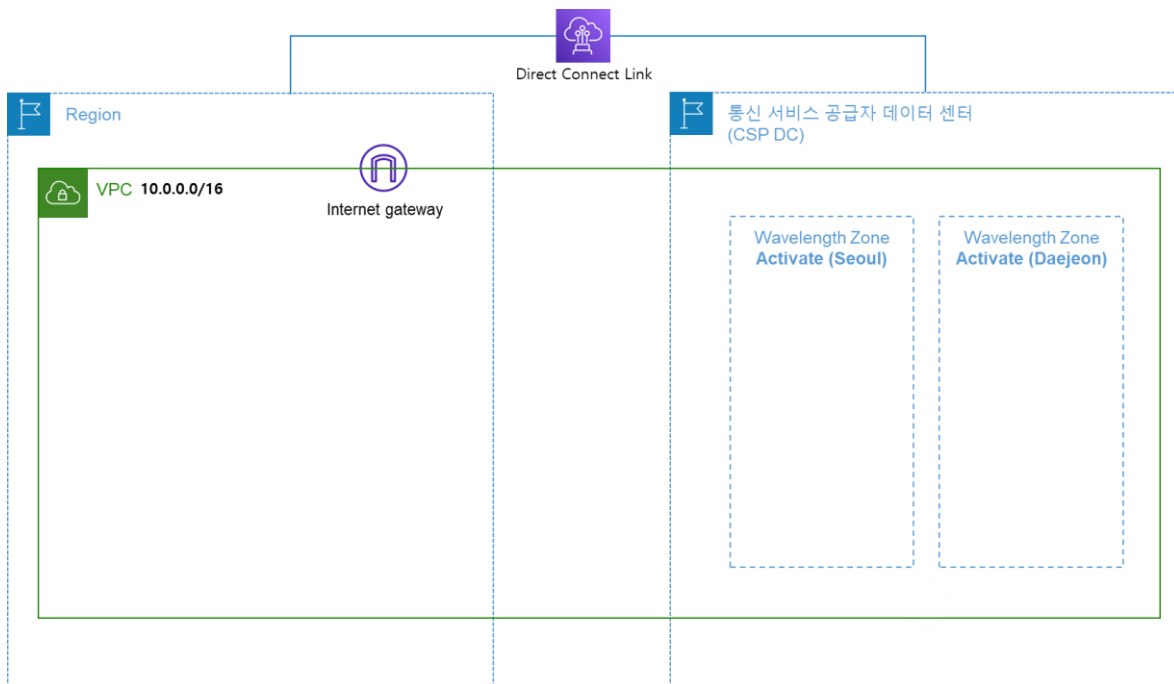 Direct Connect Link
Region
통신 서비스 공급자 데이터 센터
(CSP DC)
VPC 10.0.0.0/16
Internet gateway
Wavelength Zone
Activate (Seoul)
Wavelength Zone
Activate (Daejeon)